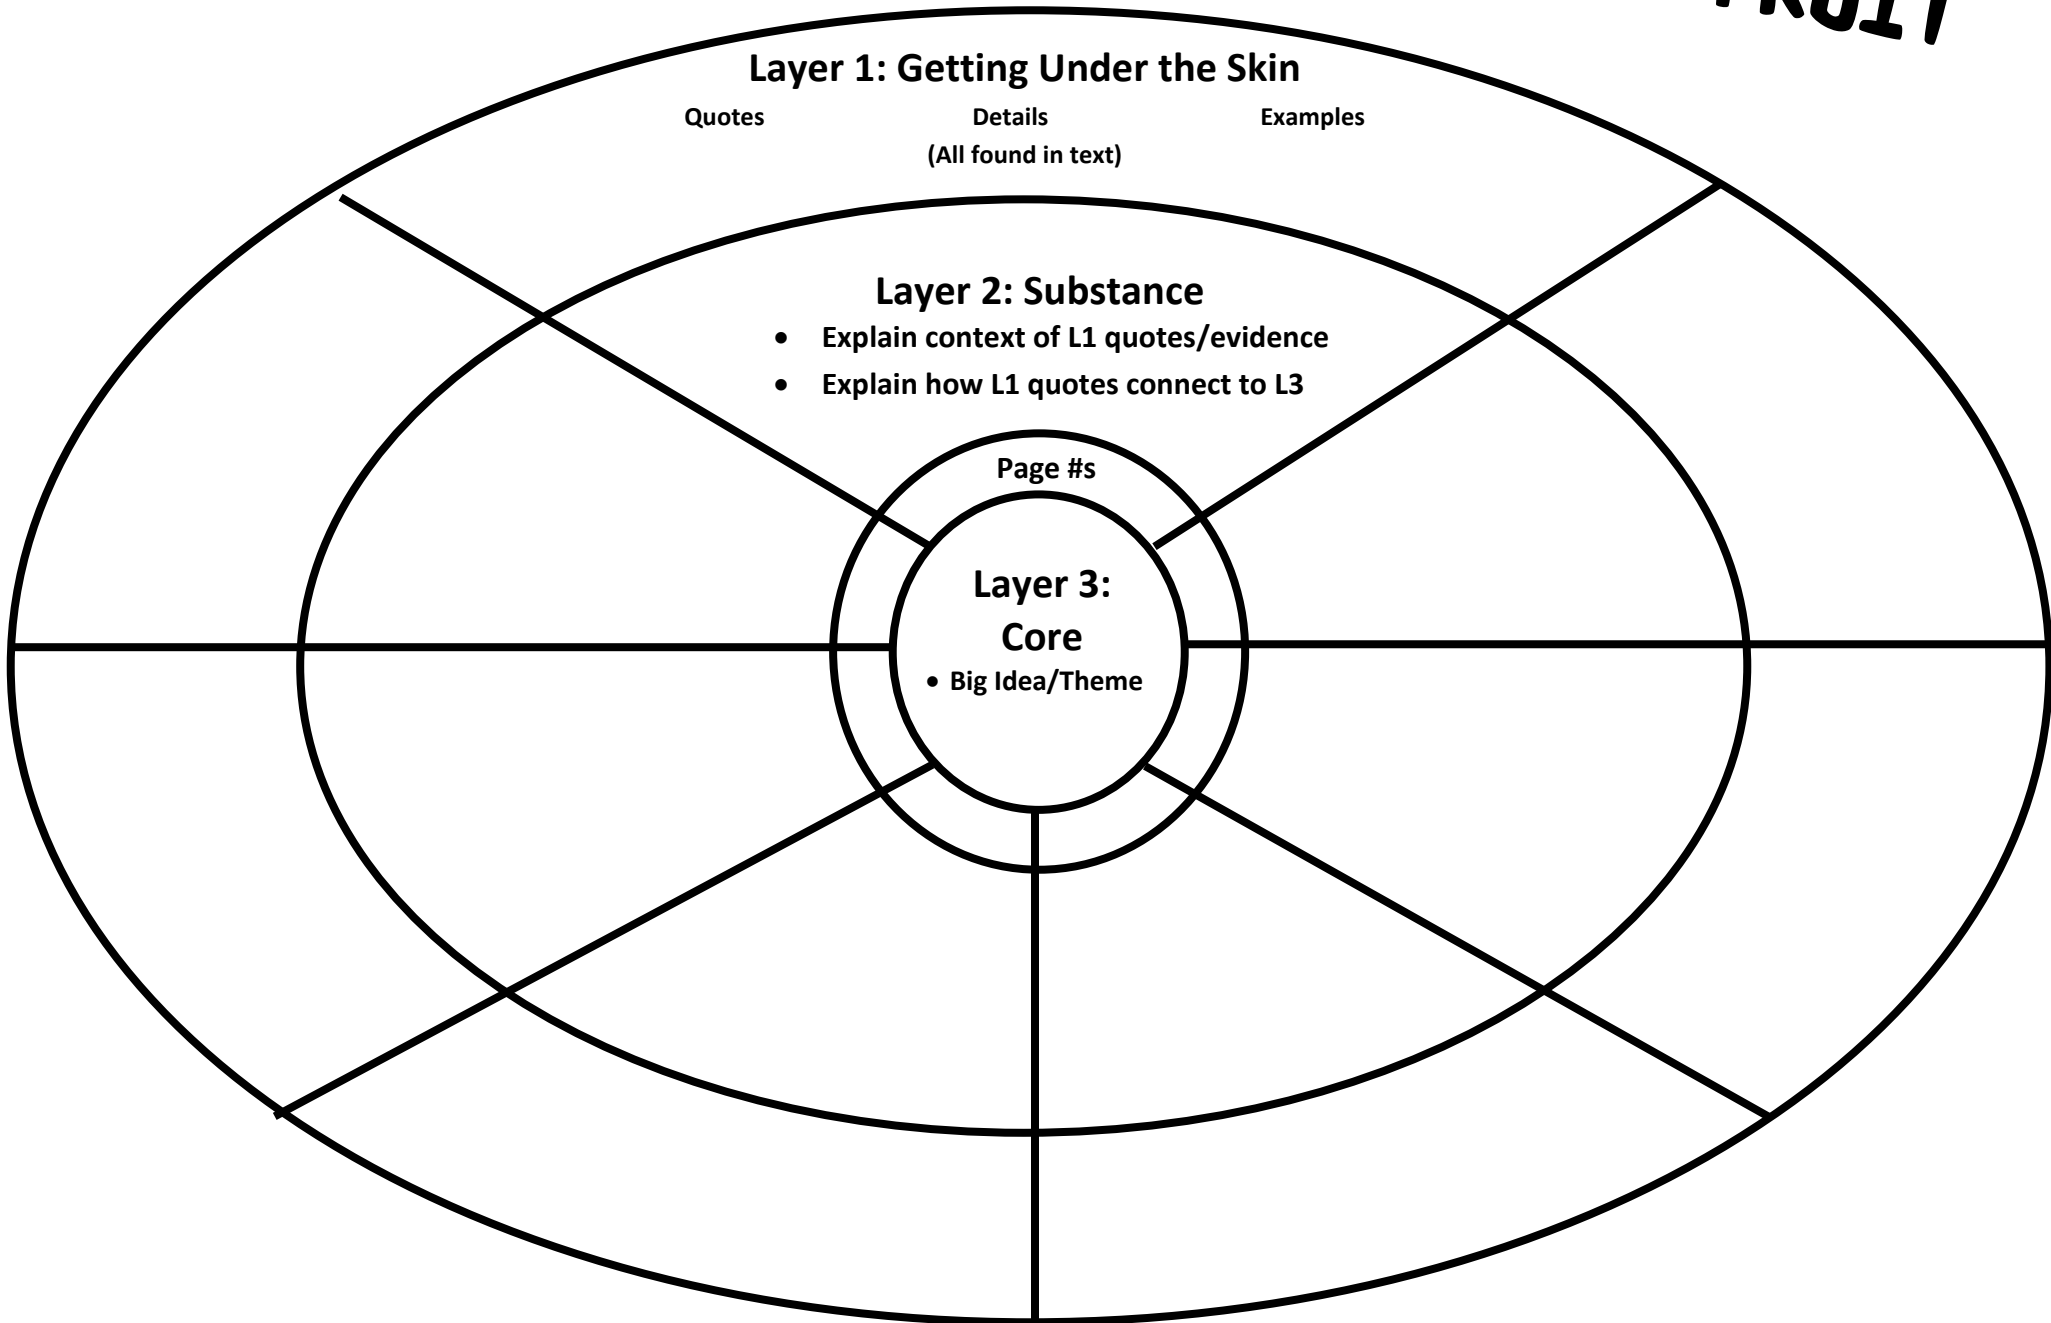 FRUIT
Layer 1: Getting Under the Skin
Quotes Details Examples
(All found in text)
Layer 2: Substance
• Explain context of L1 quotes/evidence
• Explain how L1 quotes connect to L3
Page #s
Layer 3:
Core
• Big Idea/Theme